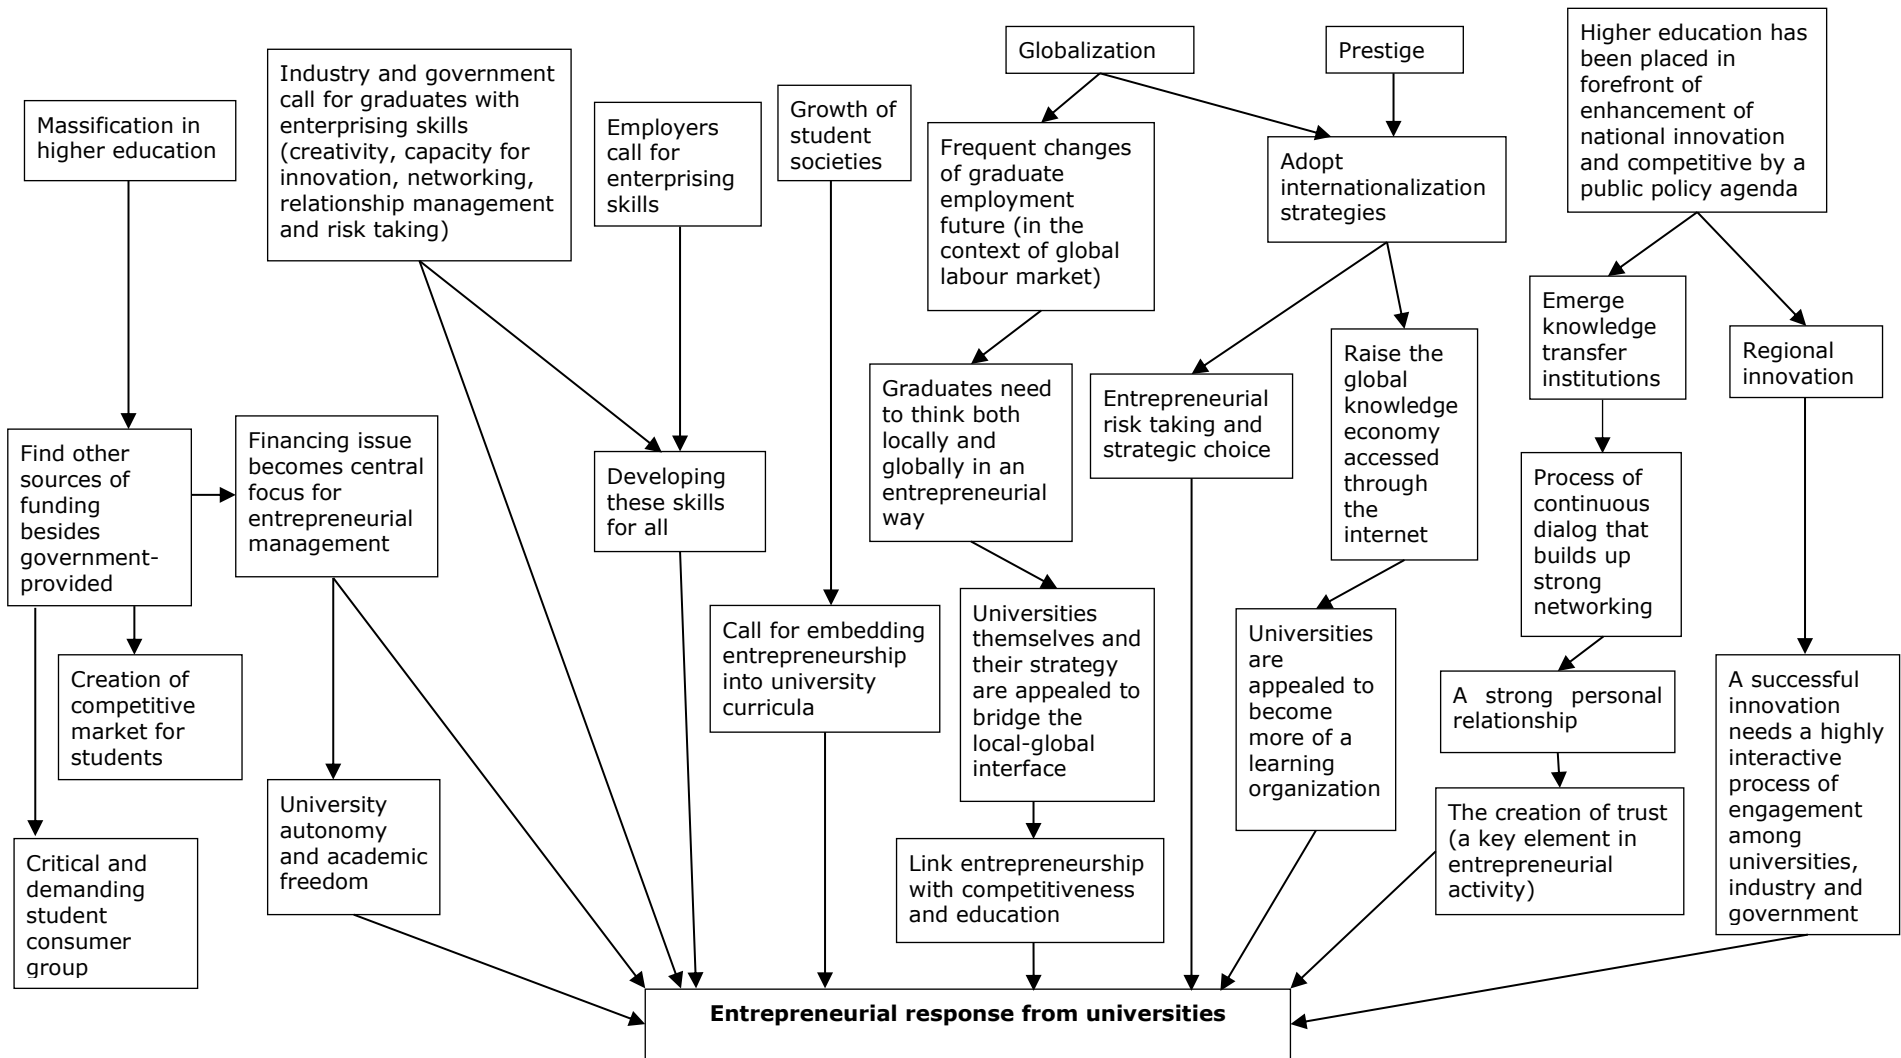 Massification in
higher education
Industry and government
call for graduates with
enterprising skills
(creativity, capacity for
innovation, networking,
relationship management
and risk taking)
Employers
call for
enterprising
skills
Growth of
student
societies
Globalization
Prestige
Higher education has
been placed in
forefront of
enhancement of
national innovation
and competitive by a
public policy agenda
Frequent changes
of graduate
employment
future (in the
context of global
labour market)
Adopt
internationalization
strategies
Emerge
knowledge
transfer
institutions
Regional
innovation
Find other
sources of
funding
besides
government-
provided
Financing issue
becomes central
focus for
entrepreneurial
management
Developing
these skills
for all
Graduates need
to think both
locally and
globally in an
entrepreneurial
way
Entrepreneurial
risk taking and
strategic choice
Raise the
global
knowledge
economy
accessed
through
the
internet
Process of
continuous
dialog that
builds up
strong
networking
Creation of
competitive
market for
students
Call for embedding
entrepreneurship
into university
curricula
Universities
themselves and
their strategy
are appealed to
bridge the
local-global
interface
Universities
are
appealed to
become
more of a
learning
organization
A strong personal
relationship
A successful
innovation
needs a highly
interactive
process of
engagement
among
universities,
industry and
government
University
autonomy
and academic
freedom
The creation of trust
(a key element in
entrepreneurial
activity)
Critical and
demanding
student
consumer
group
Link entrepreneurship
with competitiveness
and education
Entrepreneurial response from universities